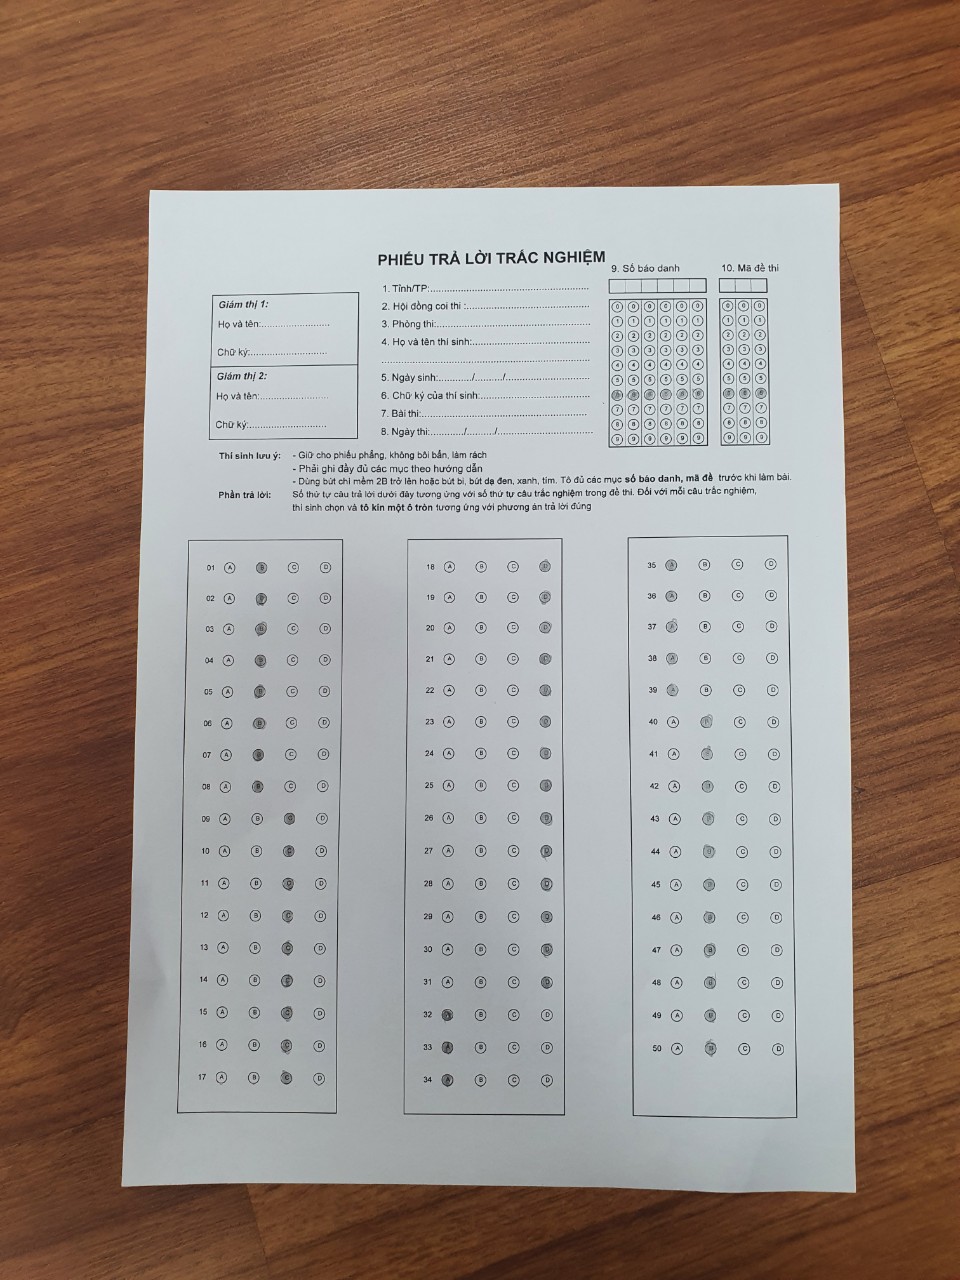 PHIẾU TRẢ LỜI TRẮC NGHIỆM
9. Số báo danh
10. Mã đề thi
Giám thị 1:
Họ và tên:..........................
Chữ ký:..............................
Giám thị 2:
Họ và tên:..........................
Chữ ký:..............................
1. Tỉnh/TP:......................................................
2. Hội đồng coi thi :..........................................
3. Phòng thi:....................................................
4. Họ và tên thí sinh:........................................
....................................................................
5. Ngày sinh:............/........../............................
6. Chữ ký của thí sinh:.....................................
7. Bài thi:.........................................................
8. Ngày thi:............/........../.................................
0 0 0 0 0 0 0 0 0
1 1 1 1 1 1 1 1 1
2 2 2 2 2 2 2 2 2
3 3 3 3 3 3 3 3 3
4 4 4 4 4 4 4 4 4
5 5 5 5 5 5 5 5 5
6 6 6 6 6 6 6 6 6
7 7 7 7 7 7 7 7 7
8 8 8 8 8 8 8 8 8
9 9 9 9 9 9 9 9 9
Thí sinh lưu ý: - Giữ cho phiếu phẳng, không bôi bẩn, làm rách
- Phải ghi đầy đủ các mục theo hướng dẫn
- Dùng bút chì mềm 2B trở lên hoặc bút bi, bút dạ đen, xanh, tím. Tô đủ các mục số báo danh, mã đề trước khi làm bài.
Phần trả lời: Số thứ tự câu trả lời dưới đây tương ứng với số thứ tự câu trắc nghiệm trong đề thi. Đối với mỗi câu trắc nghiệm,
thí sinh chọn và tô kín một ô tròn tương ứng với phương án trả lời đúng
01 A B C D
02 A B C D
03 A B C D
04 A B C D
05 A B C D
06 A B C D
07 A B C D
08 A B C D
09 A B C D
10 A B C D
11 A B C D
12 A B C D
13 A B C D
14 A B C D
15 A B C D
16 A B C D
17 A B C D
18 A B C D
19 A B C D
20 A B C D
21 A B C D
22 A B C D
23 A B C D
24 A B C D
25 A B C D
26 A B C D
27 A B C D
28 A B C D
29 A B C D
30 A B C D
31 A B C D
32 A B C D
33 A B C D
34 A B C D
35 A B C D
36 A B C D
37 A B C D
38 A B C D
39 A B C D
40 A B C D
41 A B C D
42 A B C D
43 A B C D
44 A B C D
45 A B C D
46 A B C D
47 A B C D
48 A B C D
49 A B C D
50 A B C D